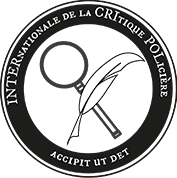 INTERnationale de la CRItique POLicière
ACCIPIT UT DET